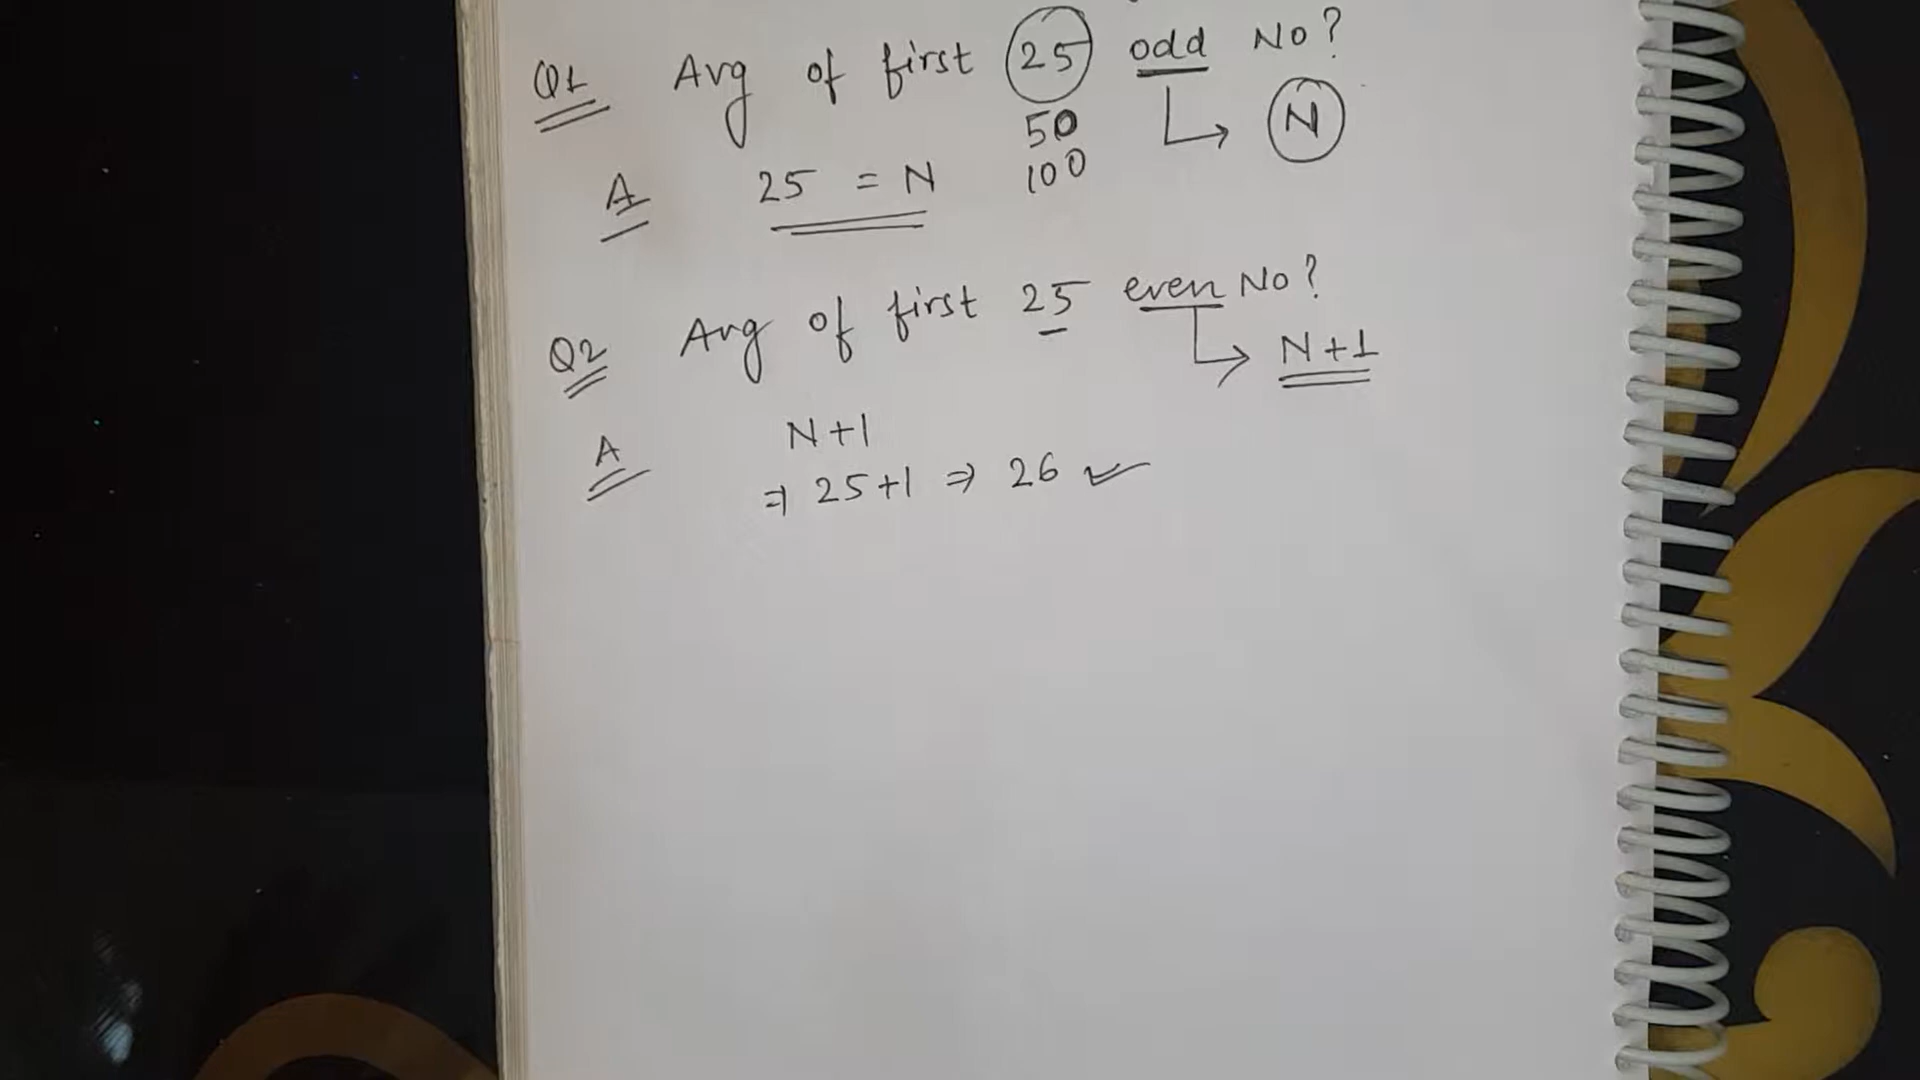 Q1 Avg of first 25 odd No?
50 → N
100
A 25 = N
Q2 Avg of first 25 even No?
→ N+1
A N+1
⇒ 25+1 ⇒ 26 ✓